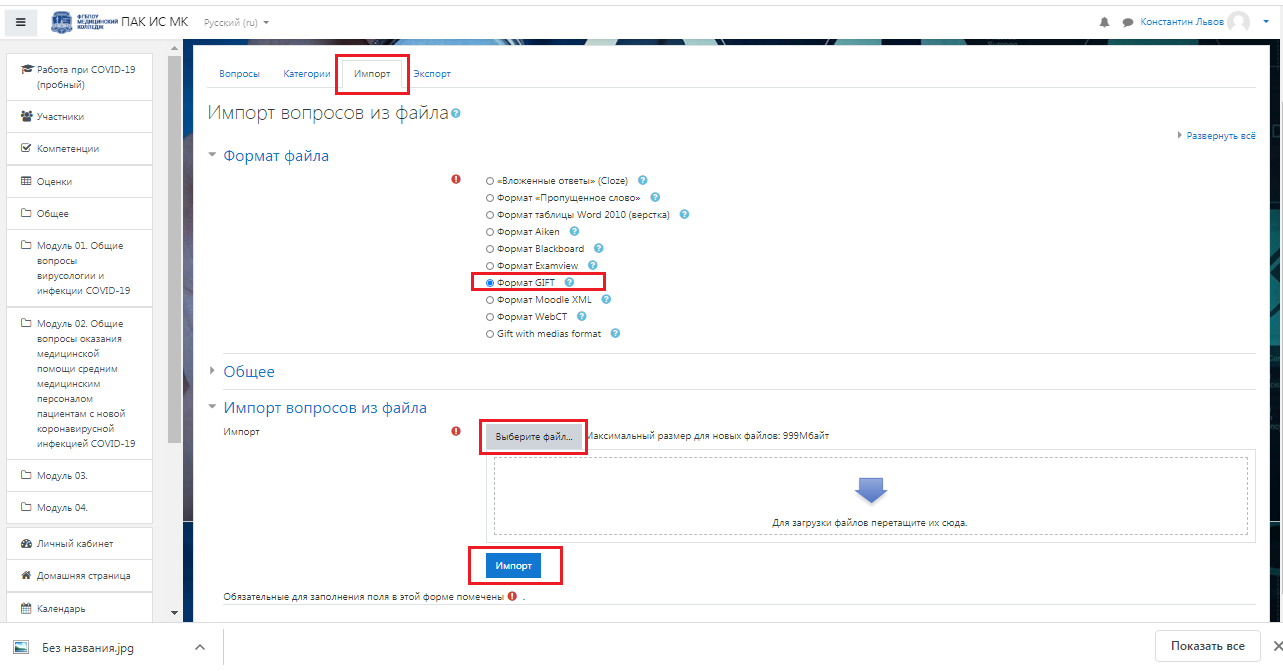 ФГБПОУ
МЕДИЦИНСКИЙ
КОЛЛЕДЖ
ПАК ИС МК
Русский (ru)
Константин Львов
Работа при COVID-19
(пробный)
Участники
Компетенции
Оценки
Общее
Модуль 01. Общие
вопросы
вирусологии и
инфекции COVID-19
Модуль 02. Общие
вопросы оказания
медицинской
помощи средним
медицинским
персоналом
пациентам с новой
коронавирусной
инфекцией COVID-19
Модуль 03.
Модуль 04.
Личный кабинет
Домашняя страница
Календарь
Вопросы
Категории
Импорт
Экспорт
Импорт вопросов из файла
Развернуть всё
Формат файла
«Вложенные ответы» (Cloze)
Формат «Пропущенное слово»
Формат таблицы Word 2010 (верстка)
Формат Aiken
Формат Blackboard
Формат Examview
Формат GIFT
Формат Moodle XML
Формат WebCT
Gift with medias format
Общее
Импорт вопросов из файла
Импорт
Выберите файл...
Максимальный размер для новых файлов: 999Мбайт
Для загрузки файлов перетащите их сюда.
Импорт
Обязательные для заполнения поля в этой форме помечены .
Без названия.jpg
Показать все